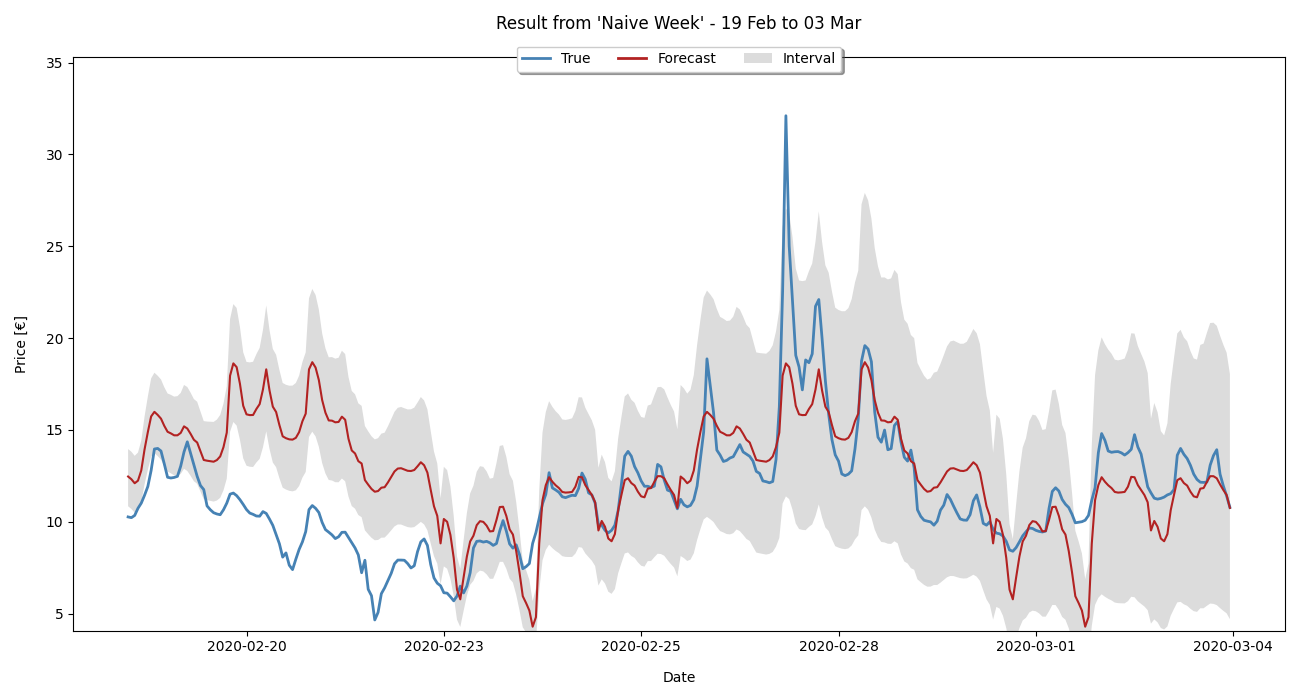 Result from 'Naive Week' - 19 Feb to 03 Mar
True Forecast Interval
35
30
25
20
15
10
5
Price [€]
2020-02-20 2020-02-23 2020-02-25 2020-02-28 2020-03-01 2020-03-04
Date